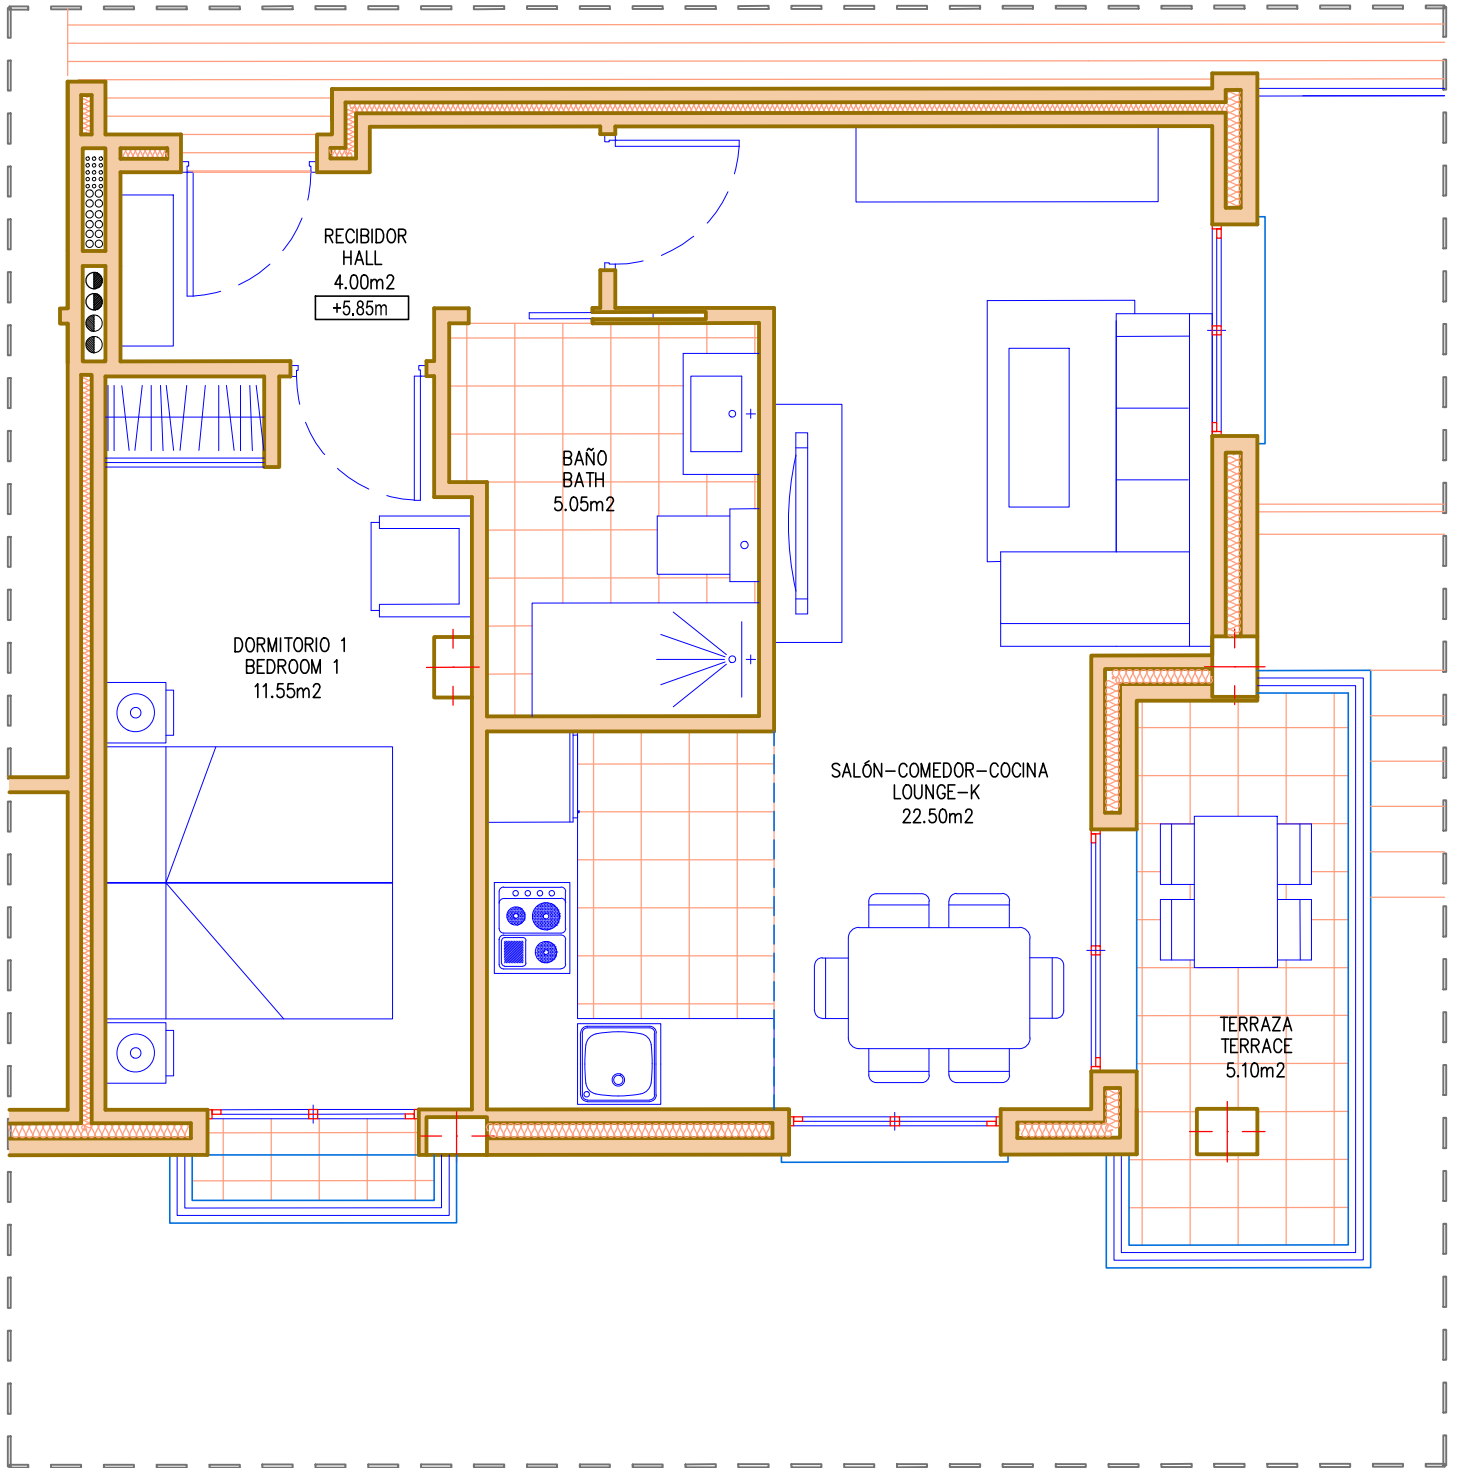 RECIBIDOR
HALL
4.00m2
+5.85m
BAÑO
BATH
5.05m2
DORMITORIO 1
BEDROOM 1
11.55m2
SALÓN-COMEDOR-COCINA
LOUNGE-K
22.50m2
TERRAZA
TERRACE
5.10m2